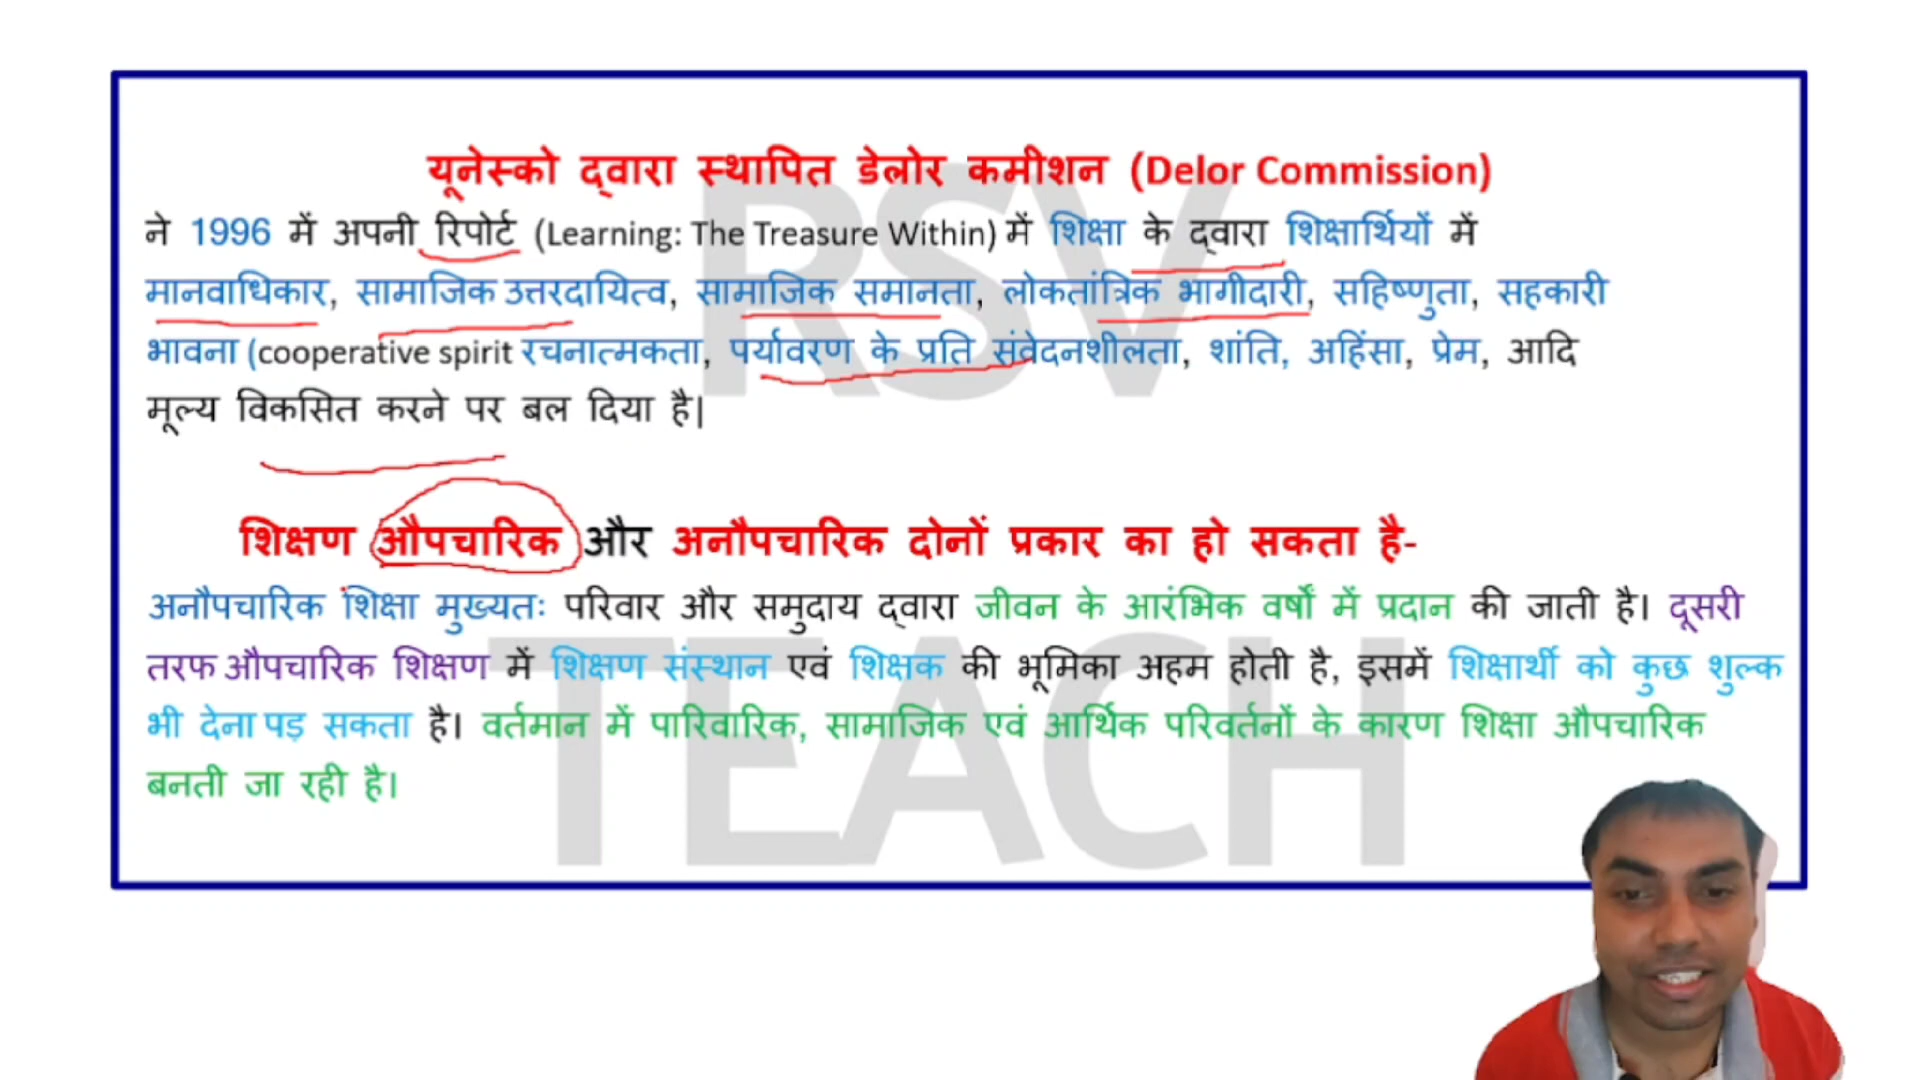 यूनेस्को द्वारा स्थापित डेलोर कमीशन (Delor Commission)
ने 1996 में अपनी रिपोर्ट (Learning: The Treasure Within) में शिक्षा के द्वारा शिक्षार्थियों में
मानवाधिकार, सामाजिक उत्तरदायित्व, सामाजिक समानता, लोकतांत्रिक भागीदारी, सहिष्णुता, सहकारी
भावना (cooperative spirit रचनात्मकता, पर्यावरण के प्रति संवेदनशीलता, शांति, अहिंसा, प्रेम, आदि
मूल्य विकसित करने पर बल दिया है|
शिक्षण औपचारिक और अनौपचारिक दोनों प्रकार का हो सकता है-
अनौपचारिक शिक्षा मुख्यतः परिवार और समुदाय द्वारा जीवन के आरंभिक वर्षों में प्रदान की जाती है। दूसरी
तरफ औपचारिक शिक्षण में शिक्षण संस्थान एवं शिक्षक की भूमिका अहम होती है, इसमें शिक्षार्थी को कुछ शुल्क
भी देना पड़ सकता है। वर्तमान में पारिवारिक, सामाजिक एवं आर्थिक परिवर्तनों के कारण शिक्षा औपचारिक
बनती जा रही है।
RSV
TEACH